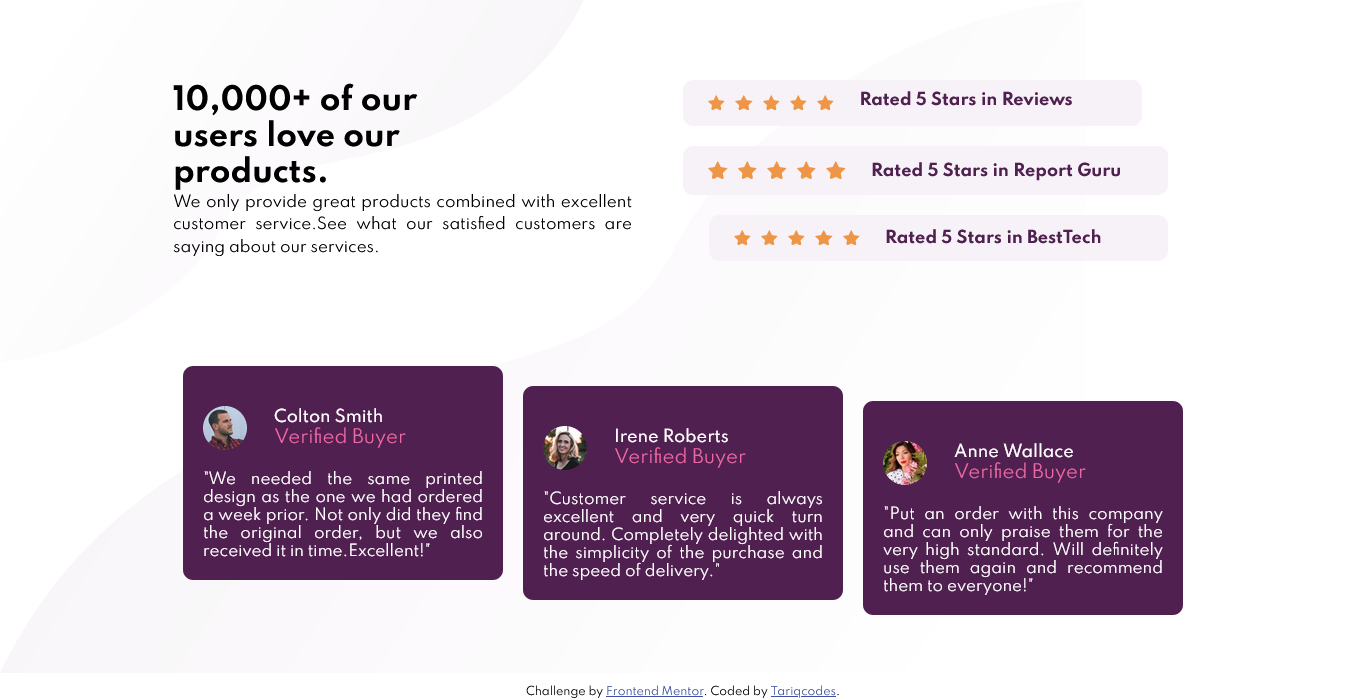 10,000+ of our
users love our
products.
We only provide great products combined with excellent
customer service.See what our satisfied customers are
saying about our services.
Rated 5 Stars in Reviews
Rated 5 Stars in Report Guru
Rated 5 Stars in BestTech
Colton Smith
Verified Buyer
"We needed the same printed
design as the one we had ordered
a week prior. Not only did they find
the original order, but we also
received it in time.Excellent!"
Irene Roberts
Verified Buyer
"Customer service is always
excellent and very quick turn
around. Completely delighted with
the simplicity of the purchase and
the speed of delivery."
Anne Wallace
Verified Buyer
"Put an order with this company
and can only praise them for the
very high standard. Will definitely
use them again and recommend
them to everyone!"
Challenge by Frontend Mentor. Coded by Tariqcodes.